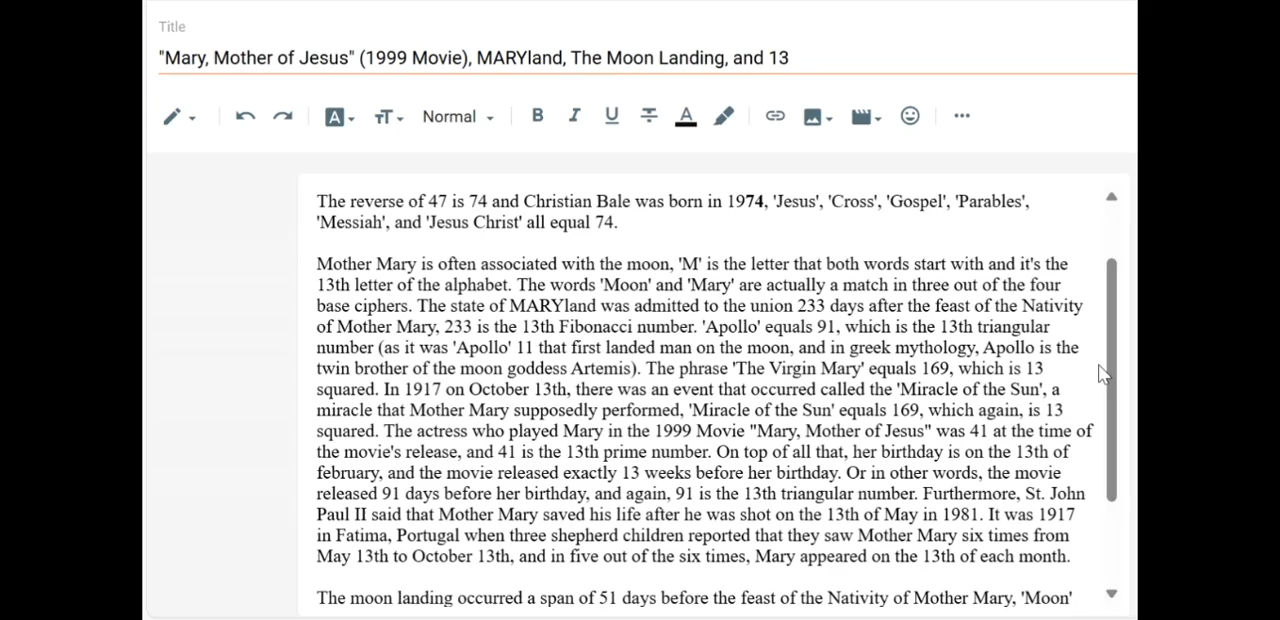 Title
"Mary, Mother of Jesus" (1999 Movie), MARYland, The Moon Landing, and 13
Normal
The reverse of 47 is 74 and Christian Bale was born in 1974, 'Jesus', 'Cross', 'Gospel', 'Parables',
'Messiah', and 'Jesus Christ' all equal 74.
Mother Mary is often associated with the moon, 'M' is the letter that both words start with and it's the
13th letter of the alphabet. The words 'Moon' and 'Mary' are actually a match in three out of the four
base ciphers. The state of MARYland was admitted to the union 233 days after the feast of the Nativity
of Mother Mary, 233 is the 13th Fibonacci number. 'Apollo' equals 91, which is the 13th triangular
number (as it was 'Apollo' 11 that first landed man on the moon, and in greek mythology, Apollo is the
twin brother of the moon goddess Artemis). The phrase 'The Virgin Mary' equals 169, which is 13
squared. In 1917 on October 13th, there was an event that occurred called the 'Miracle of the Sun', a
miracle that Mother Mary supposedly performed, 'Miracle of the Sun' equals 169, which again, is 13
squared. The actress who played Mary in the 1999 Movie "Mary, Mother of Jesus" was 41 at the time of
the movie's release, and 41 is the 13th prime number. On top of all that, her birthday is on the 13th of
february, and the movie released exactly 13 weeks before her birthday. Or in other words, the movie
released 91 days before her birthday, and again, 91 is the 13th triangular number. Furthermore, St. John
Paul II said that Mother Mary saved his life after he was shot on the 13th of May in 1981. It was 1917
in Fatima, Portugal when three shepherd children reported that they saw Mother Mary six times from
May 13th to October 13th, and in five out of the six times, Mary appeared on the 13th of each month.
The moon landing occurred a span of 51 days before the feast of the Nativity of Mother Mary, 'Moon'